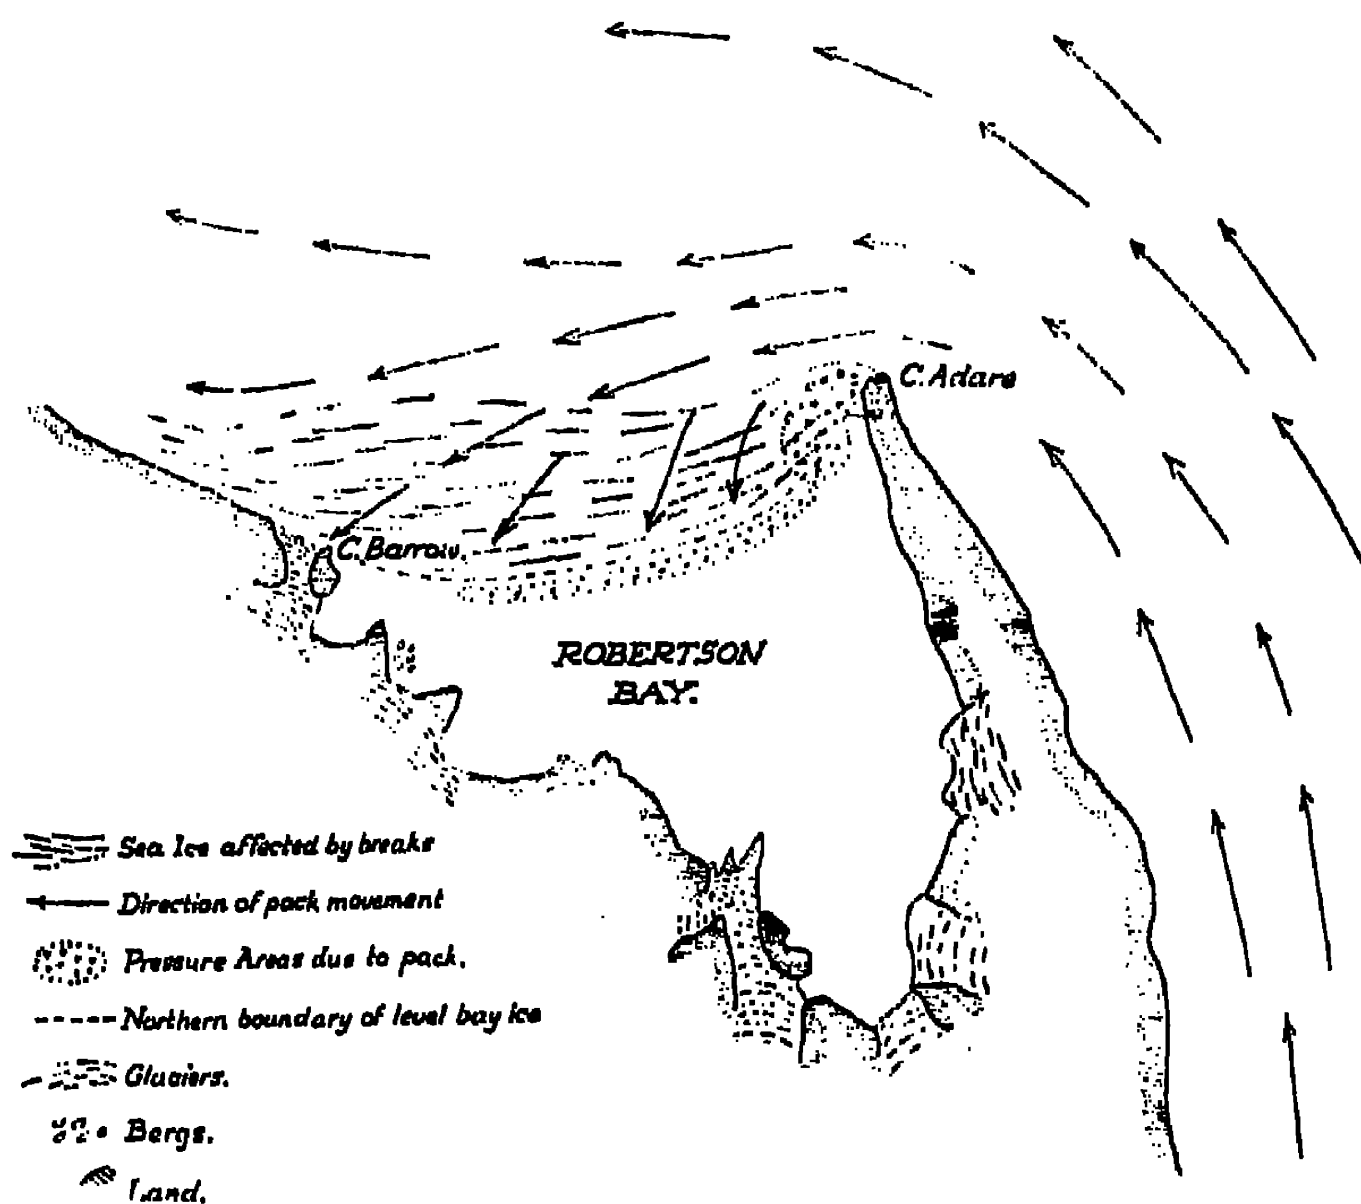 C. Adare
C. Barrow.
ROBERTSON
BAY.
Sea Ice affected by breaks
Direction of pack movement
Pressure Areas due to pack.
Northern boundary of level bay ice
Glaciers.
Bergs.
Land.